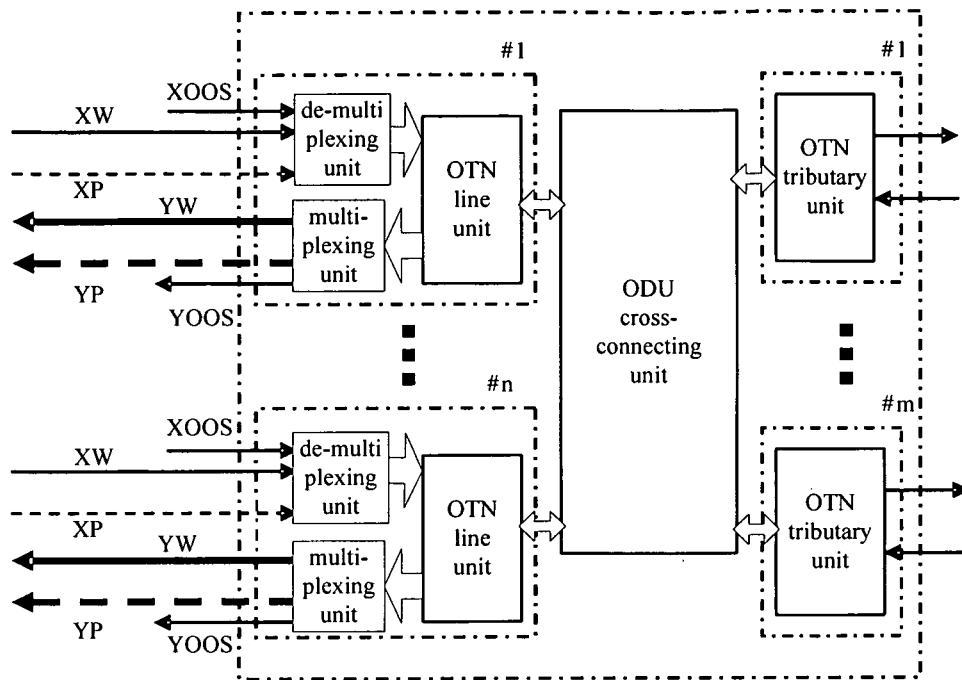 #1
#1
XOOS
XW
de-multi
plexing
unit
XP
YW
multi-
plexing
unit
YP
YOOS
OTN
line
unit
ODU
cross-
connecting
unit
OTN
tributary
unit
#n
#m
XOOS
XW
de-multi
plexing
unit
XP
YW
multi-
plexing
unit
YP
YOOS
OTN
line
unit
OTN
tributary
unit